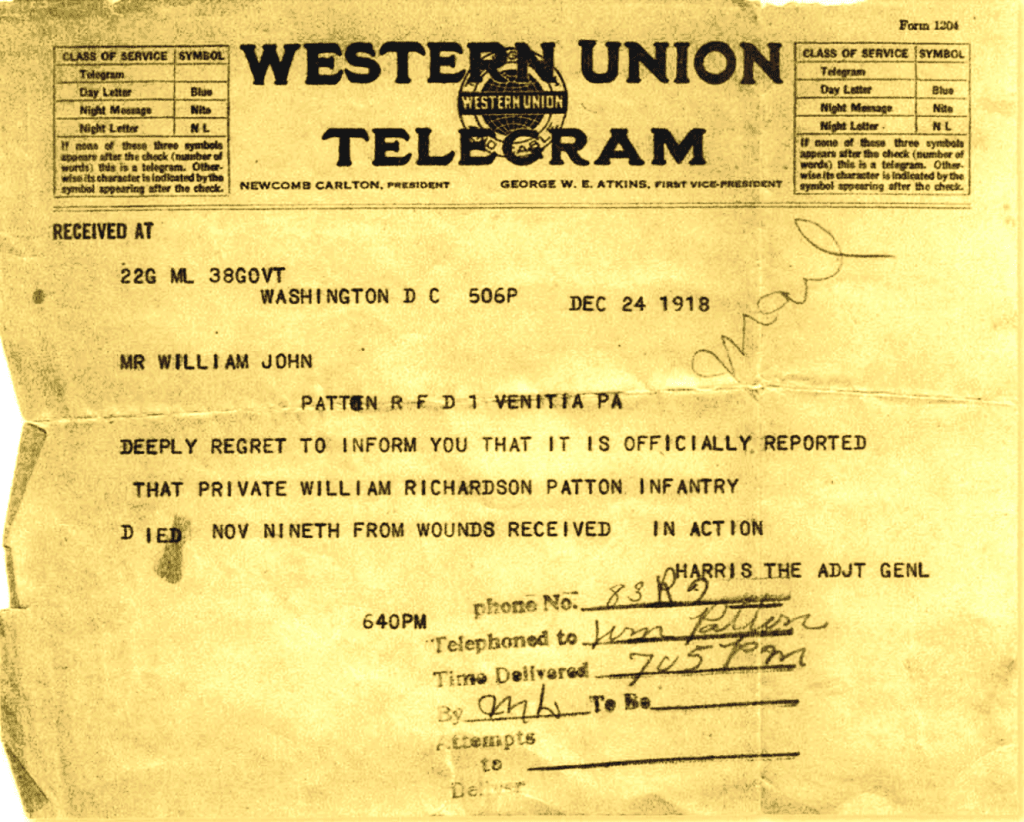 Form 1204
CLASS OF SERVICE SYMBOL
Telegram
Day Letter Blue
Night Message Nite
Night Letter N L
If none of these three symbols
appears after the check (number of
words) this is a telegram. Other-
wise its character is indicated by the
symbol appearing after the check.
WESTERN UNION
WESTERN UNION
TELEGRAM
NEWCOMB CARLTON, PRESIDENT GEORGE W. E. ATKINS, FIRST VICE-PRESIDENT
CLASS OF SERVICE SYMBOL
Telegram
Day Letter Blue
Night Message Nite
Night Letter N L
If none of these three symbols
appears after the check (number of
words) this is a telegram. Other-
wise its character is indicated by the
symbol appearing after the check.
RECEIVED AT
22G ML 38GOVT
WASHINGTON D C 506P DEC 24 1918
Mail
MR WILLIAM JOHN
PATTON R F D 1 VENITIA PA
DEEPLY REGRET TO INFORM YOU THAT IT IS OFFICIALLY REPORTED
THAT PRIVATE WILLIAM RICHARDSON PATTON INFANTRY
DIED NOV NINETH FROM WOUNDS RECEIVED IN ACTION
HARRIS THE ADJT GENL
640PM
phone No. 83 R 2
Telephoned to Wm Patton
Time Delivered 705 PM
By ML To Be
Attempts
to
Deliver